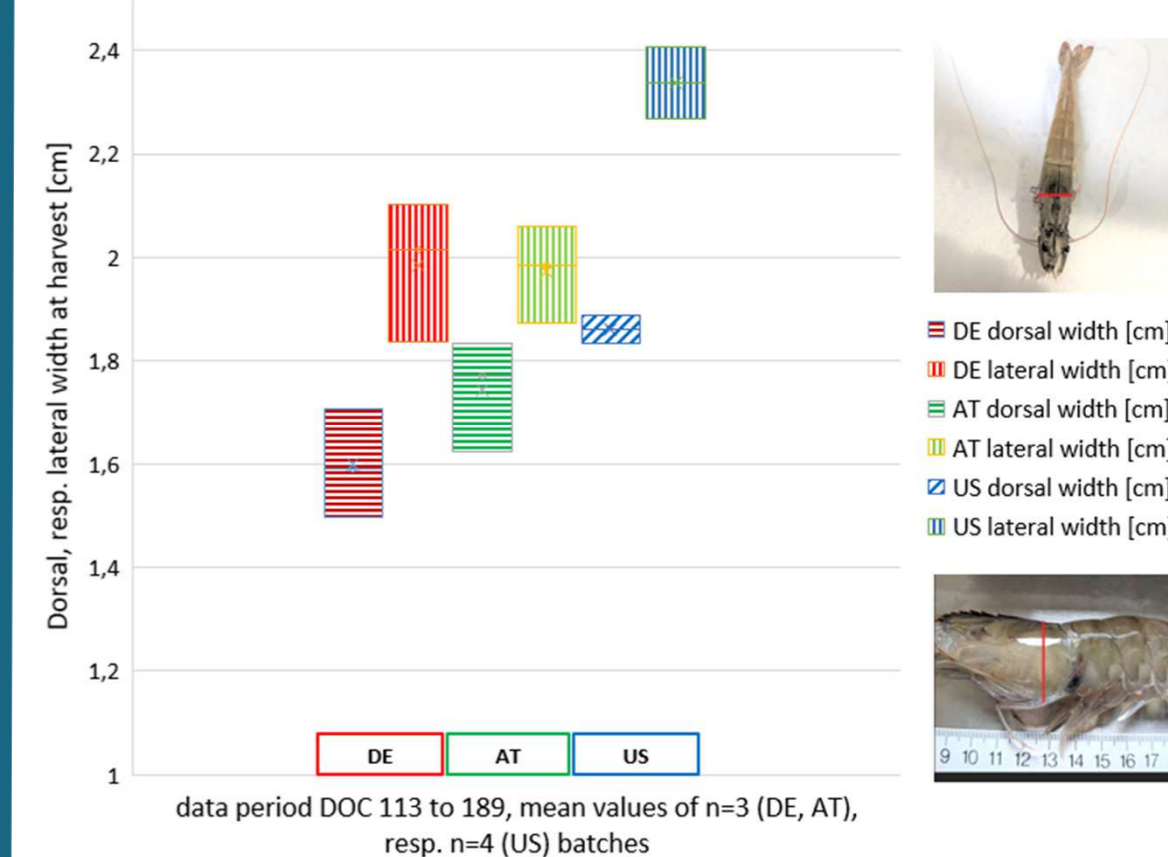 Dorsal, resp. lateral width at harvest [cm]
2,4
2,2
2
1,8
1,6
1,4
1,2
1
DE AT US
data period DOC 113 to 189, mean values of n=3 (DE, AT),
resp. n=4 (US) batches
DE dorsal width [cm]
DE lateral width [cm]
AT dorsal width [cm]
AT lateral width [cm]
US dorsal width [cm]
US lateral width [cm]
9 10 11 12 13 14 15 16 17